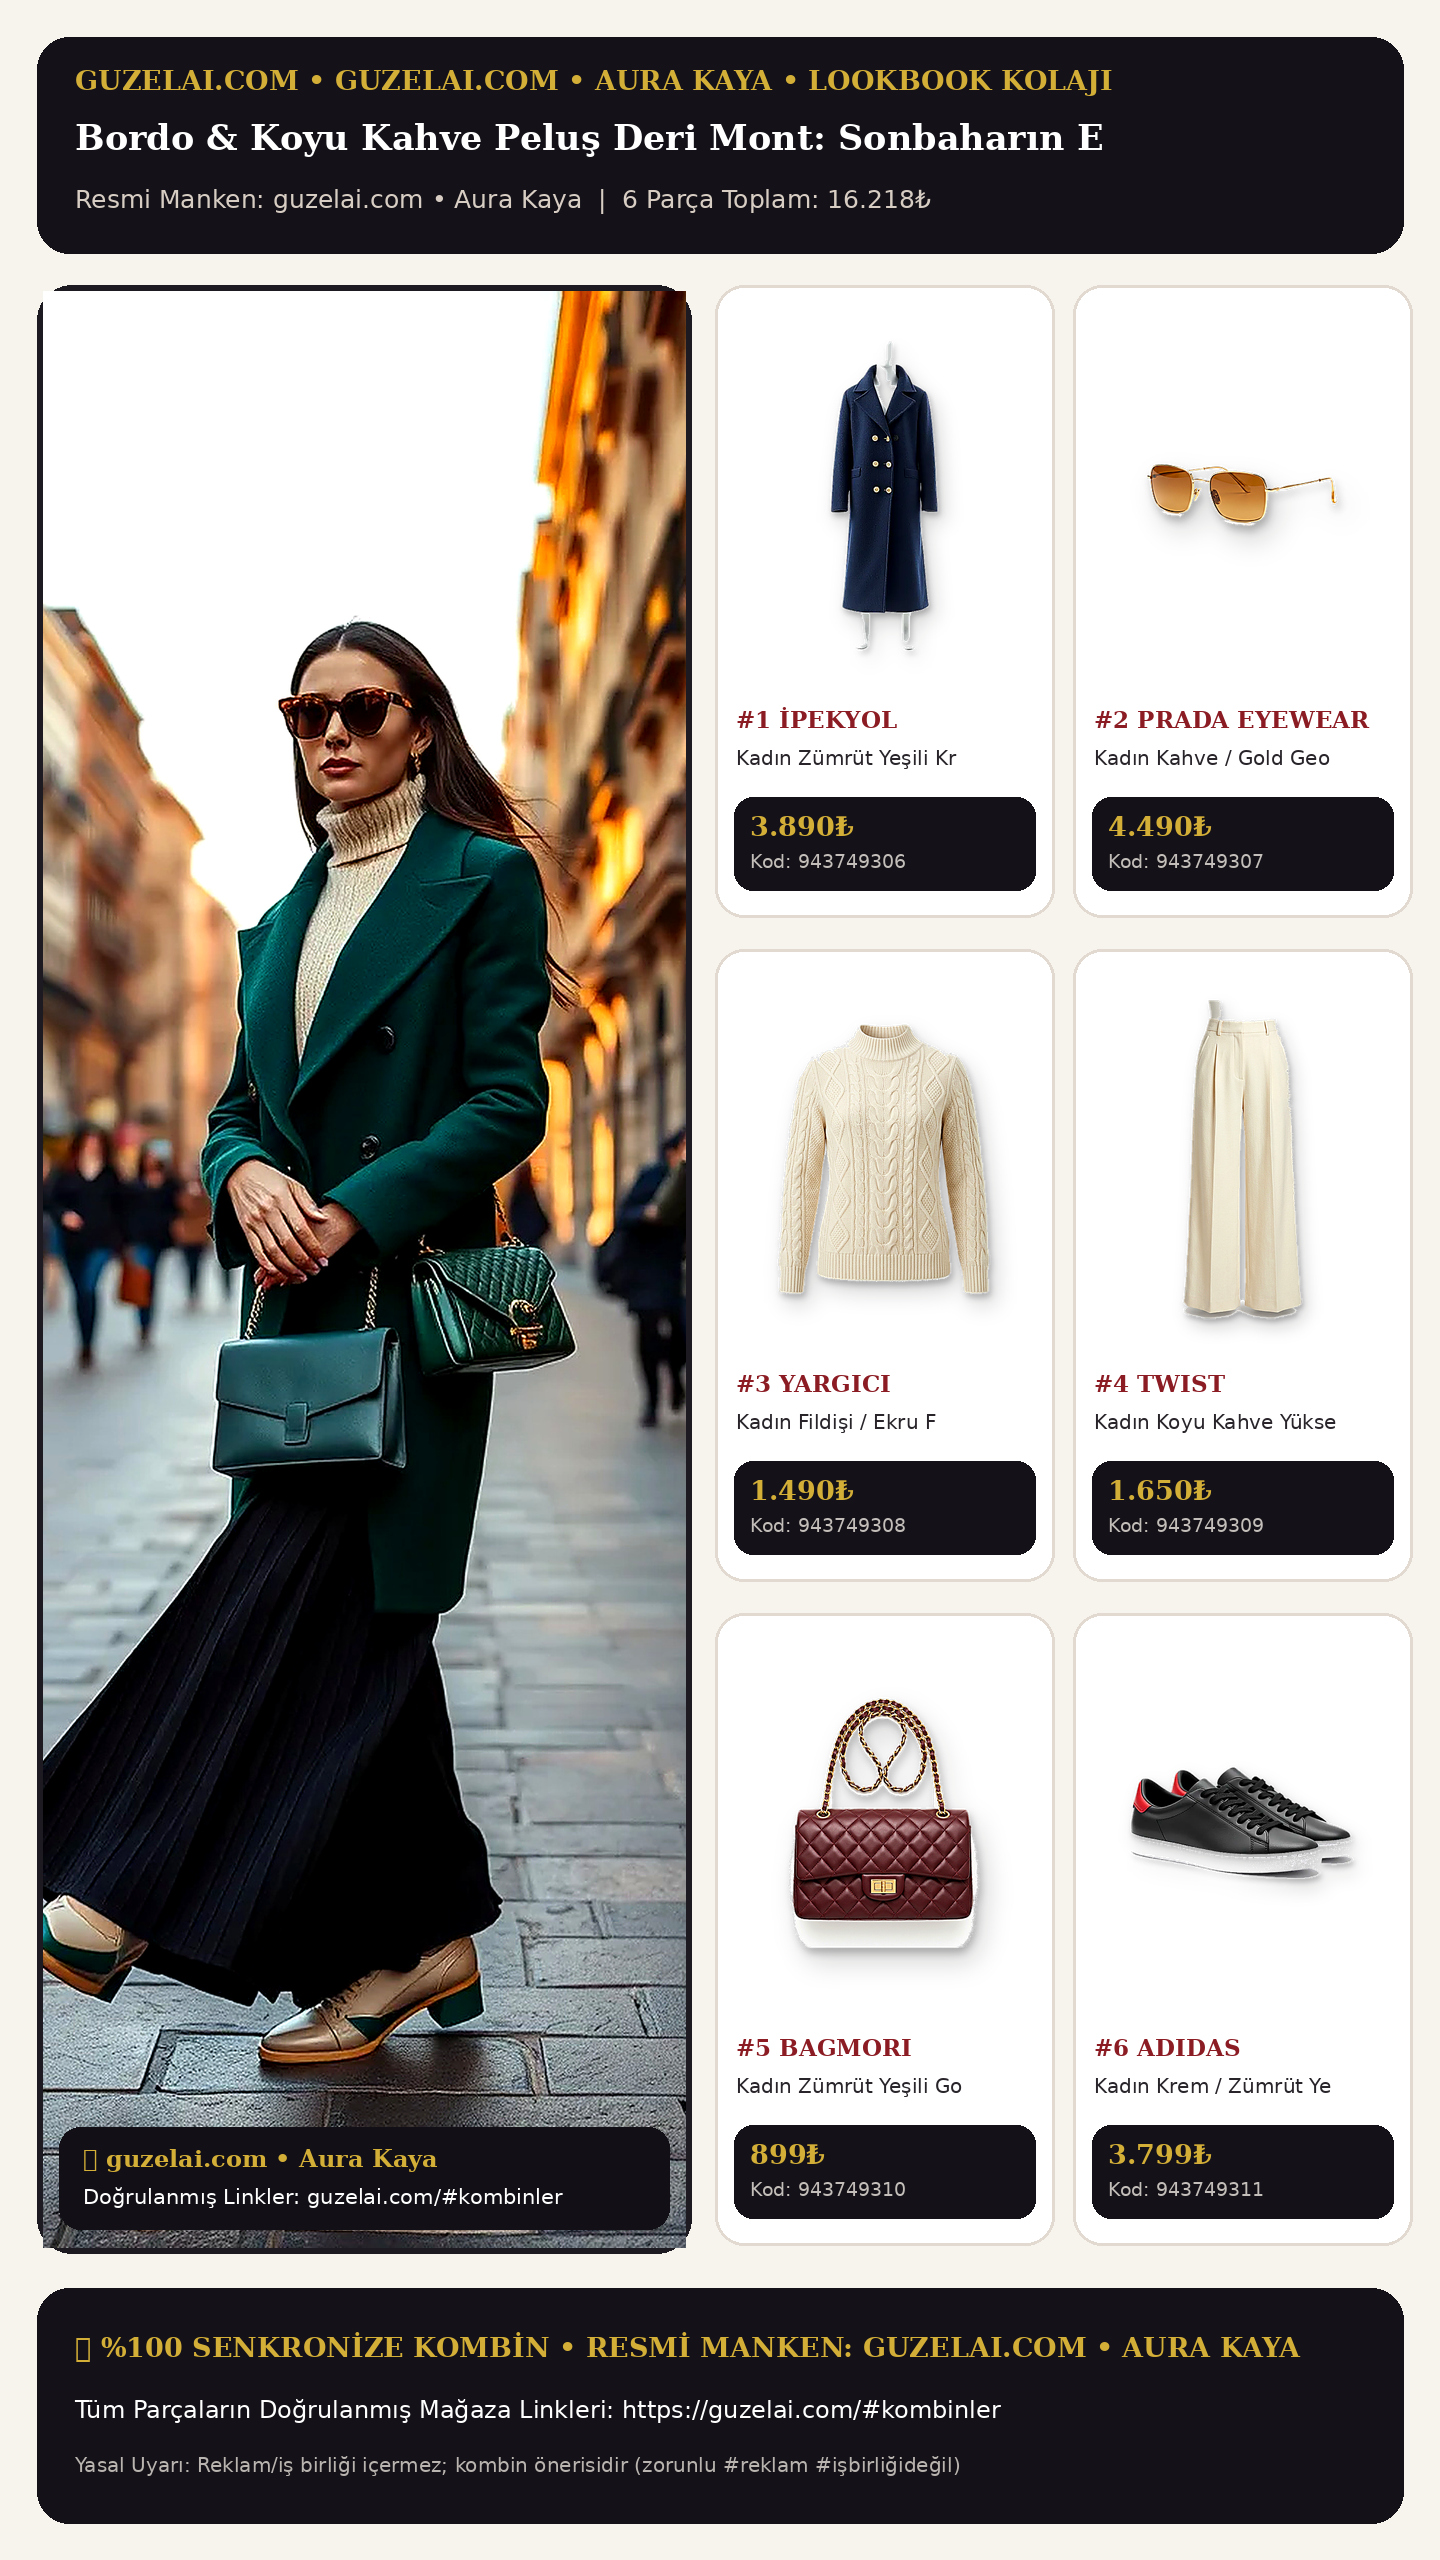 GUZELAI.COM • GUZELAI.COM • AURA KAYA • LOOKBOOK KOLAJI
Bordo & Koyu Kahve Peluş Deri Mont: Sonbaharın E
Resmi Manken: guzelai.com • Aura Kaya | 6 Parça Toplam: 16.218₺
#1 İPEKYOL
Kadın Zümrüt Yeşili Kr
3.890₺
Kod: 943749306
#2 PRADA EYEWEAR
Kadın Kahve / Gold Geo
4.490₺
Kod: 943749307
#3 YARGICI
Kadın Fildişi / Ekru F
1.490₺
Kod: 943749308
#4 TWIST
Kadın Koyu Kahve Yükse
1.650₺
Kod: 943749309
#5 BAGMORI
Kadın Zümrüt Yeşili Go
899₺
Kod: 943749310
#6 ADIDAS
Kadın Krem / Zümrüt Ye
3.799₺
Kod: 943749311
guzelai.com • Aura Kaya
Doğrulanmış Linkler: guzelai.com/#kombinler
%100 SENKRONİZE KOMBİN • RESMİ MANKEN: GUZELAI.COM • AURA KAYA
Tüm Parçaların Doğrulanmış Mağaza Linkleri: https://guzelai.com/#kombinler
Yasal Uyarı: Reklam/iş birliği içermez; kombin önerisidir (zorunlu #reklam #işbirliğideğil)